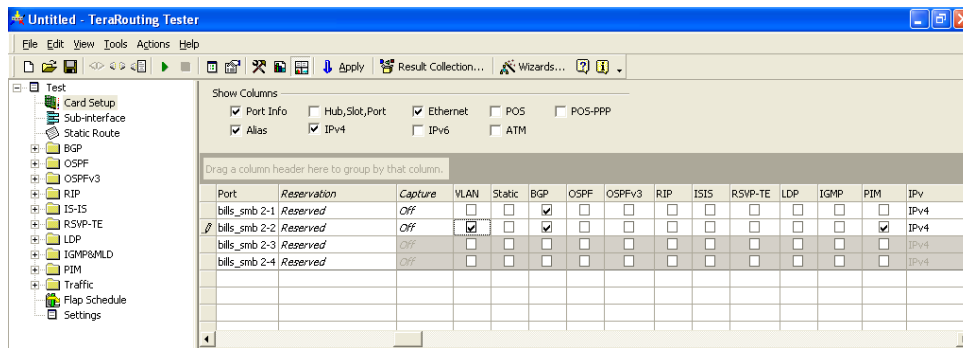 Untitled - TeraRouting Tester
File Edit View Tools Actions Help
Apply Result Collection... Wizards...
Test
Card Setup
Sub-interface
Static Route
BGP
OSPF
OSPFv3
RIP
IS-IS
RSVP-TE
LDP
IGMP&MLD
PIM
Traffic
Flap Schedule
Settings
Show Columns
Port Info Hub,Slot,Port Ethernet POS POS-PPP
Alias IPv4 IPv6 ATM
Drag a column header here to group by that column.
Port Reservation Capture VLAN Static BGP OSPF OSPFv3 RIP ISIS RSVP-TE LDP IGMP PIM IPv
bills_smb 2-1 Reserved Off IPv4
bills_smb 2-2 Reserved Off IPv4
bills_smb 2-3 Reserved Off IPv4
bills_smb 2-4 Reserved Off IPv4